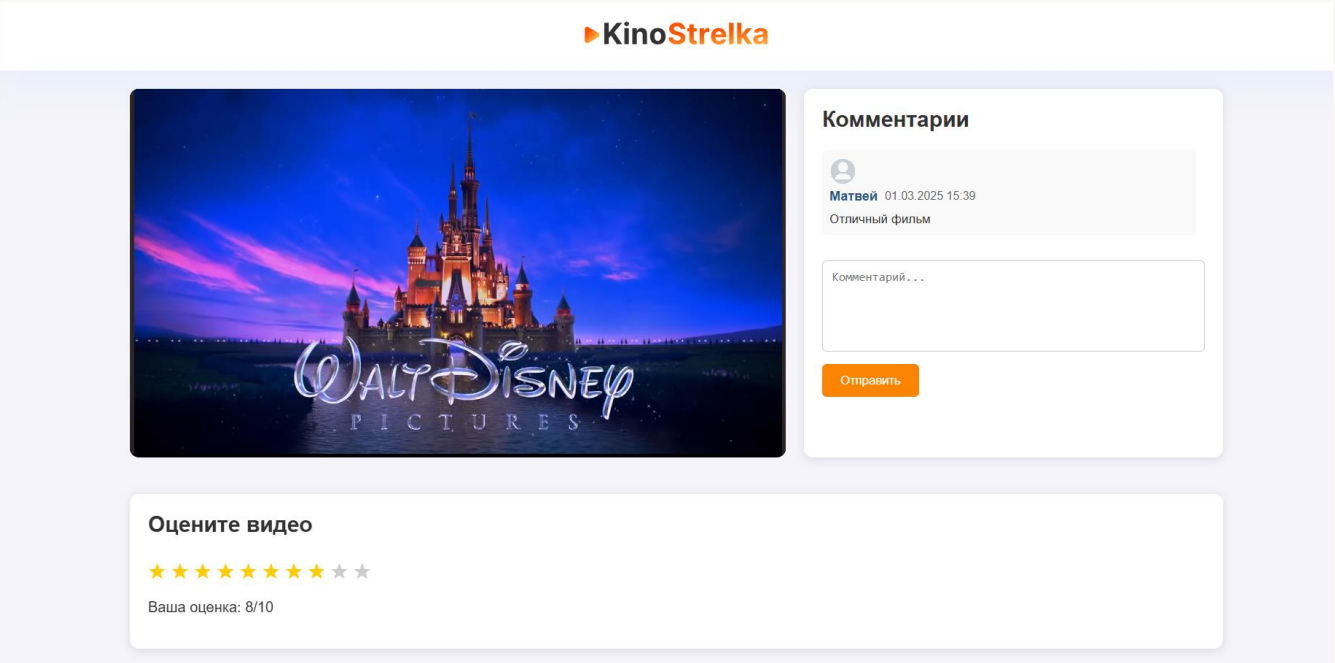 KinoStrelka
WALT DISNEY
PICTURES
Комментарии
Матвей 01.03.2025 15:39
Отличный фильм
Комментарий...
Отправить
Оцените видео
Ваша оценка: 8/10